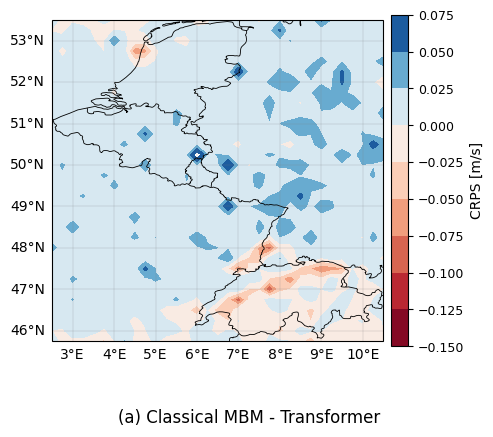 53°N
52°N
51°N
50°N
49°N
48°N
47°N
46°N
3°E 4°E 5°E 6°E 7°E 8°E 9°E 10°E
0.075
0.050
0.025
0.000
−0.025
−0.050
−0.075
−0.100
−0.125
−0.150
CRPS [m/s]
(a) Classical MBM - Transformer